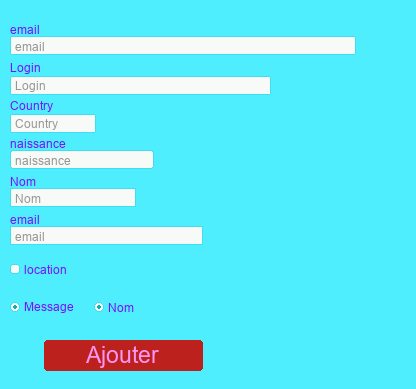 email
email
Login
Login
Country
Country
naissance
naissance
Nom
Nom
email
email
location
Message Nom
Ajouter